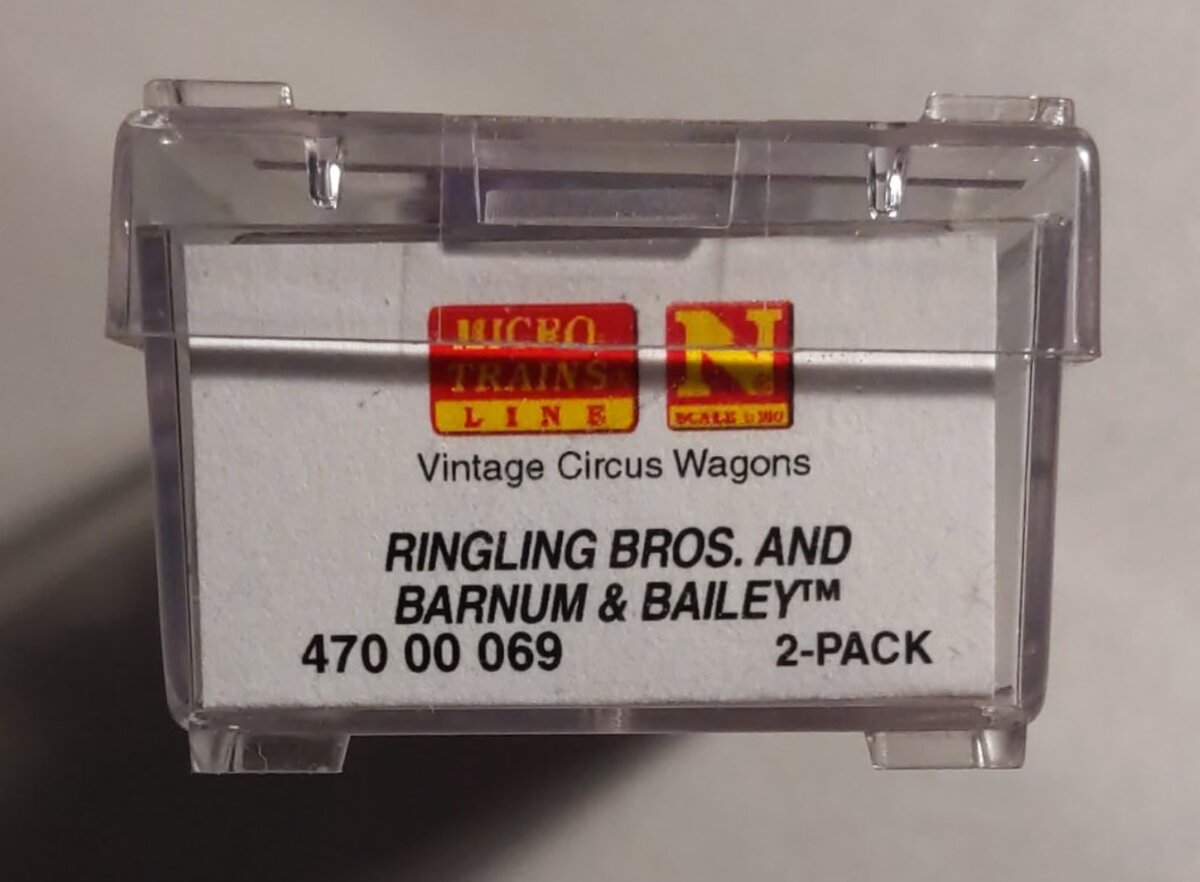 MICRO-
TRAINS®
LINE
N
SCALE 1:160
Vintage Circus Wagons
RINGLING BROS. AND
BARNUM & BAILEY™
470 00 069 2-PACK